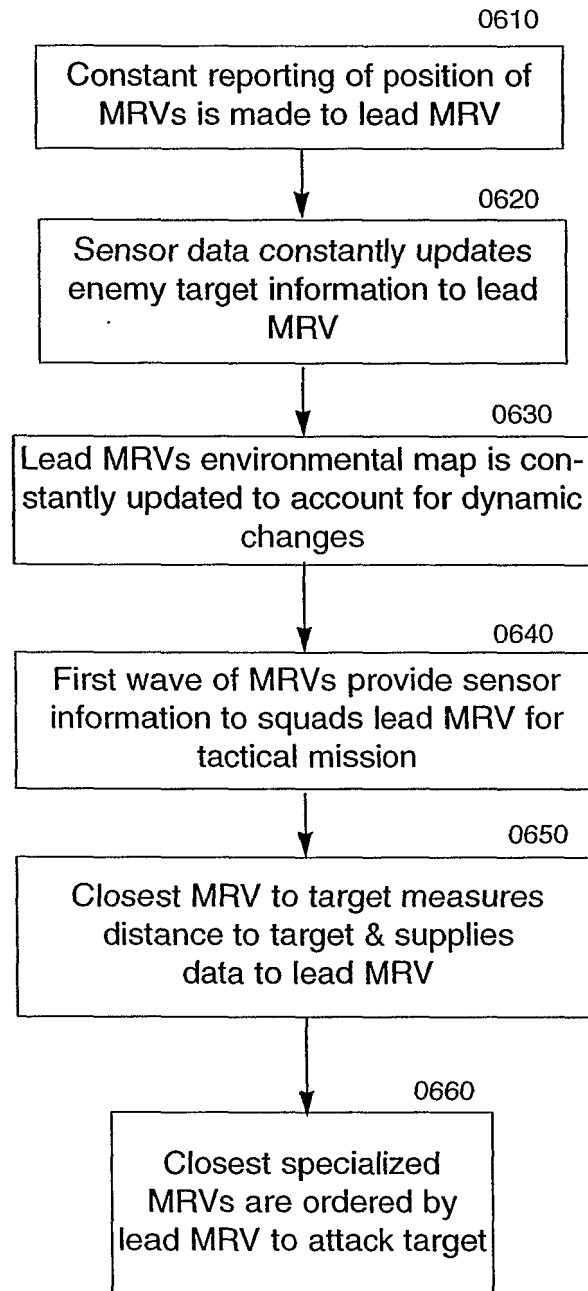 0610
Constant reporting of position of
MRVs is made to lead MRV
0620
Sensor data constantly updates
enemy target information to lead
MRV
0630
Lead MRVs environmental map is con-
stantly updated to account for dynamic
changes
0640
First wave of MRVs provide sensor
information to squads lead MRV for
tactical mission
0650
Closest MRV to target measures
distance to target & supplies
data to lead MRV
0660
Closest specialized
MRVs are ordered by
lead MRV to attack target